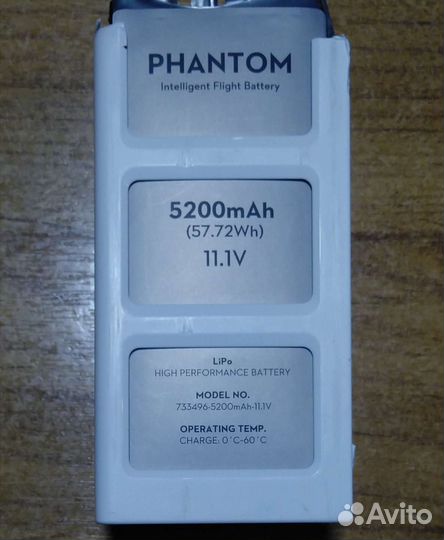 PHANTOM
Intelligent Flight Battery
5200mAh
(57.72Wh)
11.1V
LiPo
HIGH PERFORMANCE BATTERY
MODEL NO.
733496-5200mAh-11.1V
OPERATING TEMP.
CHARGE: 0°C-60°C
Avito